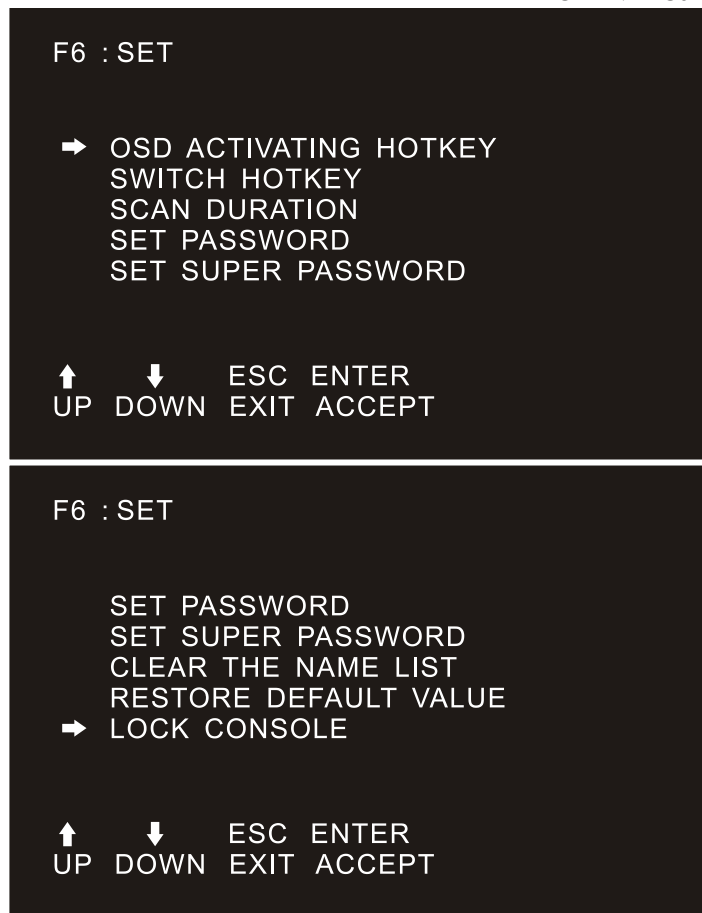 F6 : SET
➡ OSD ACTIVATING HOTKEY
SWITCH HOTKEY
SCAN DURATION
SET PASSWORD
SET SUPER PASSWORD
⬆ ⬇ ESC ENTER
UP DOWN EXIT ACCEPT
F6 : SET
SET PASSWORD
SET SUPER PASSWORD
CLEAR THE NAME LIST
RESTORE DEFAULT VALUE
➡ LOCK CONSOLE
⬆ ⬇ ESC ENTER
UP DOWN EXIT ACCEPT